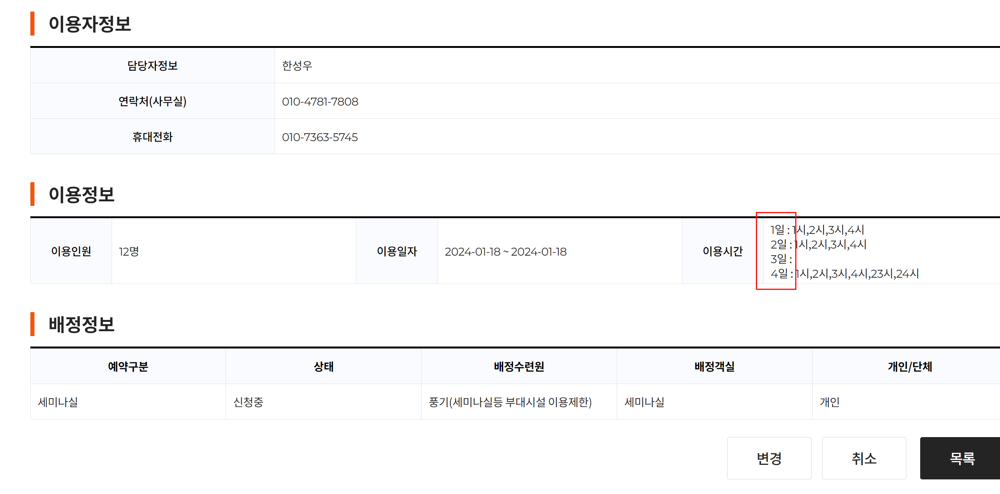 이용자정보
담당자정보 한성우
연락처(사무실) 010-4781-7808
휴대전화 010-7363-5745
이용정보
이용인원 12명 이용일자 2024-01-18 ~ 2024-01-18 이용시간
1일 : 1시,2시,3시,4시
2일 : 1시,2시,3시,4시
3일 :
4일 : 1시,2시,3시,4시,23시,24시
배정정보
예약구분 상태 배정수련원 배정객실 개인/단체
세미나실 신청중 풍기(세미나실등 부대시설 이용제한) 세미나실 개인
변경 취소 목록